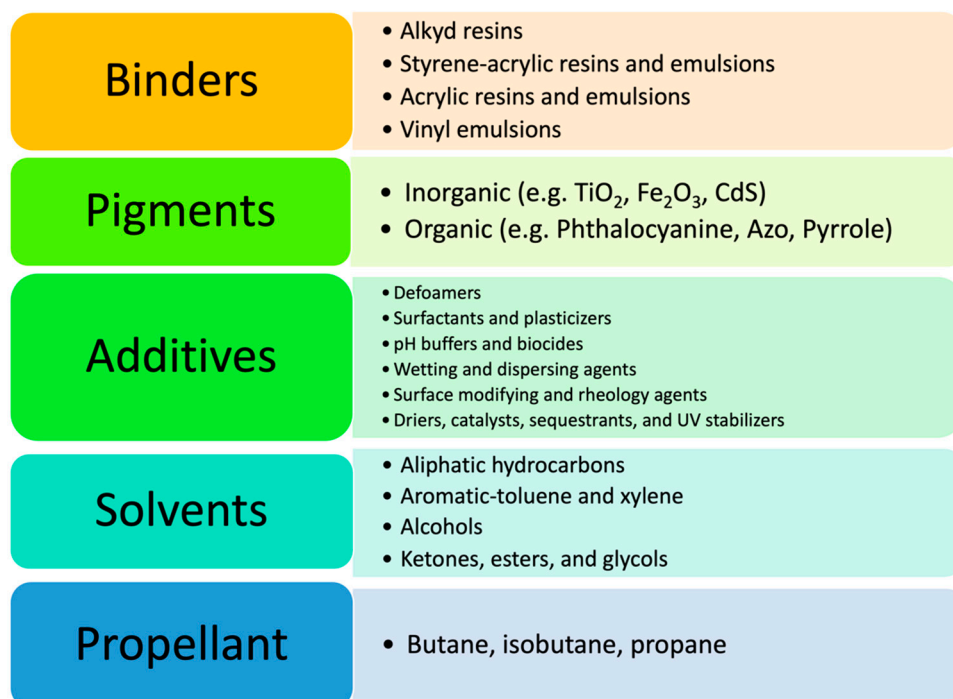 Binders
• Alkyd resins
• Styrene-acrylic resins and emulsions
• Acrylic resins and emulsions
• Vinyl emulsions
Pigments
• Inorganic (e.g. TiO₂, Fe₂O₃, CdS)
• Organic (e.g. Phthalocyanine, Azo, Pyrrole)
Additives
• Defoamers
• Surfactants and plasticizers
• pH buffers and biocides
• Wetting and dispersing agents
• Surface modifying and rheology agents
• Driers, catalysts, sequestrants, and UV stabilizers
Solvents
• Aliphatic hydrocarbons
• Aromatic-toluene and xylene
• Alcohols
• Ketones, esters, and glycols
Propellant
• Butane, isobutane, propane